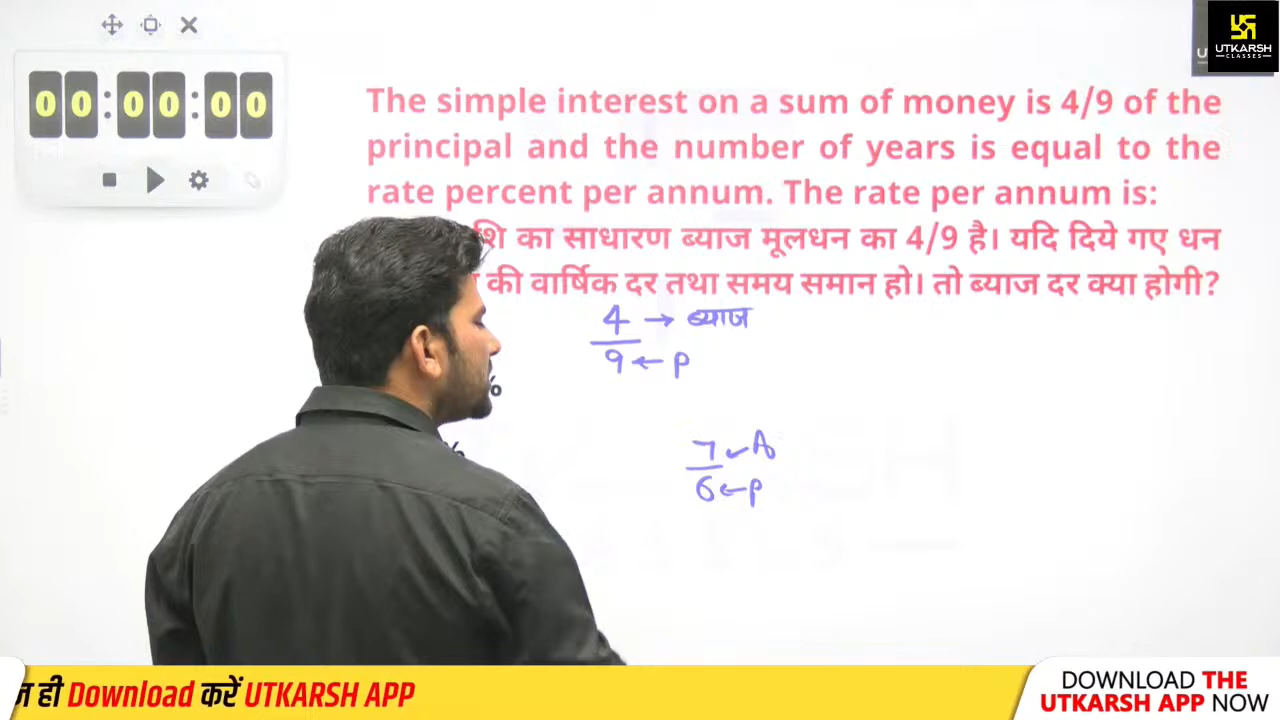 00:00:00
UTKARSH
CLASSES
The simple interest on a sum of money is 4/9 of the
principal and the number of years is equal to the
rate percent per annum. The rate per annum is:
का साधारण ब्याज मूलधन का 4/9 है। यदि दिये गए धन
की वार्षिक दर तथा समय समान हो। तो ब्याज दर क्या होगी?
4 → ब्याज
9 ← P
%
7 A
6 ← P
ही Download करें UTKARSH APP
DOWNLOAD THE
UTKARSH APP NOW